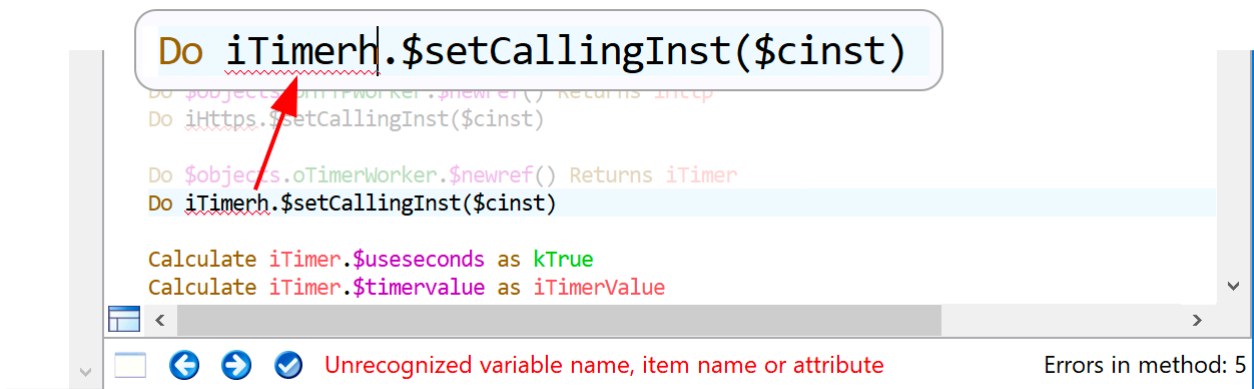 Do iTimerh.$setCallingInst($cinst)
Do $objects.oHTTPWorker.$newref() Returns iHttp
Do iHttps.$setCallingInst($cinst)
Do $objects.oTimerWorker.$newref() Returns iTimer
Do iTimerh.$setCallingInst($cinst)
Calculate iTimer.$useseconds as kTrue
Calculate iTimer.$timervalue as iTimerValue
Unrecognized variable name, item name or attribute Errors in method: 5